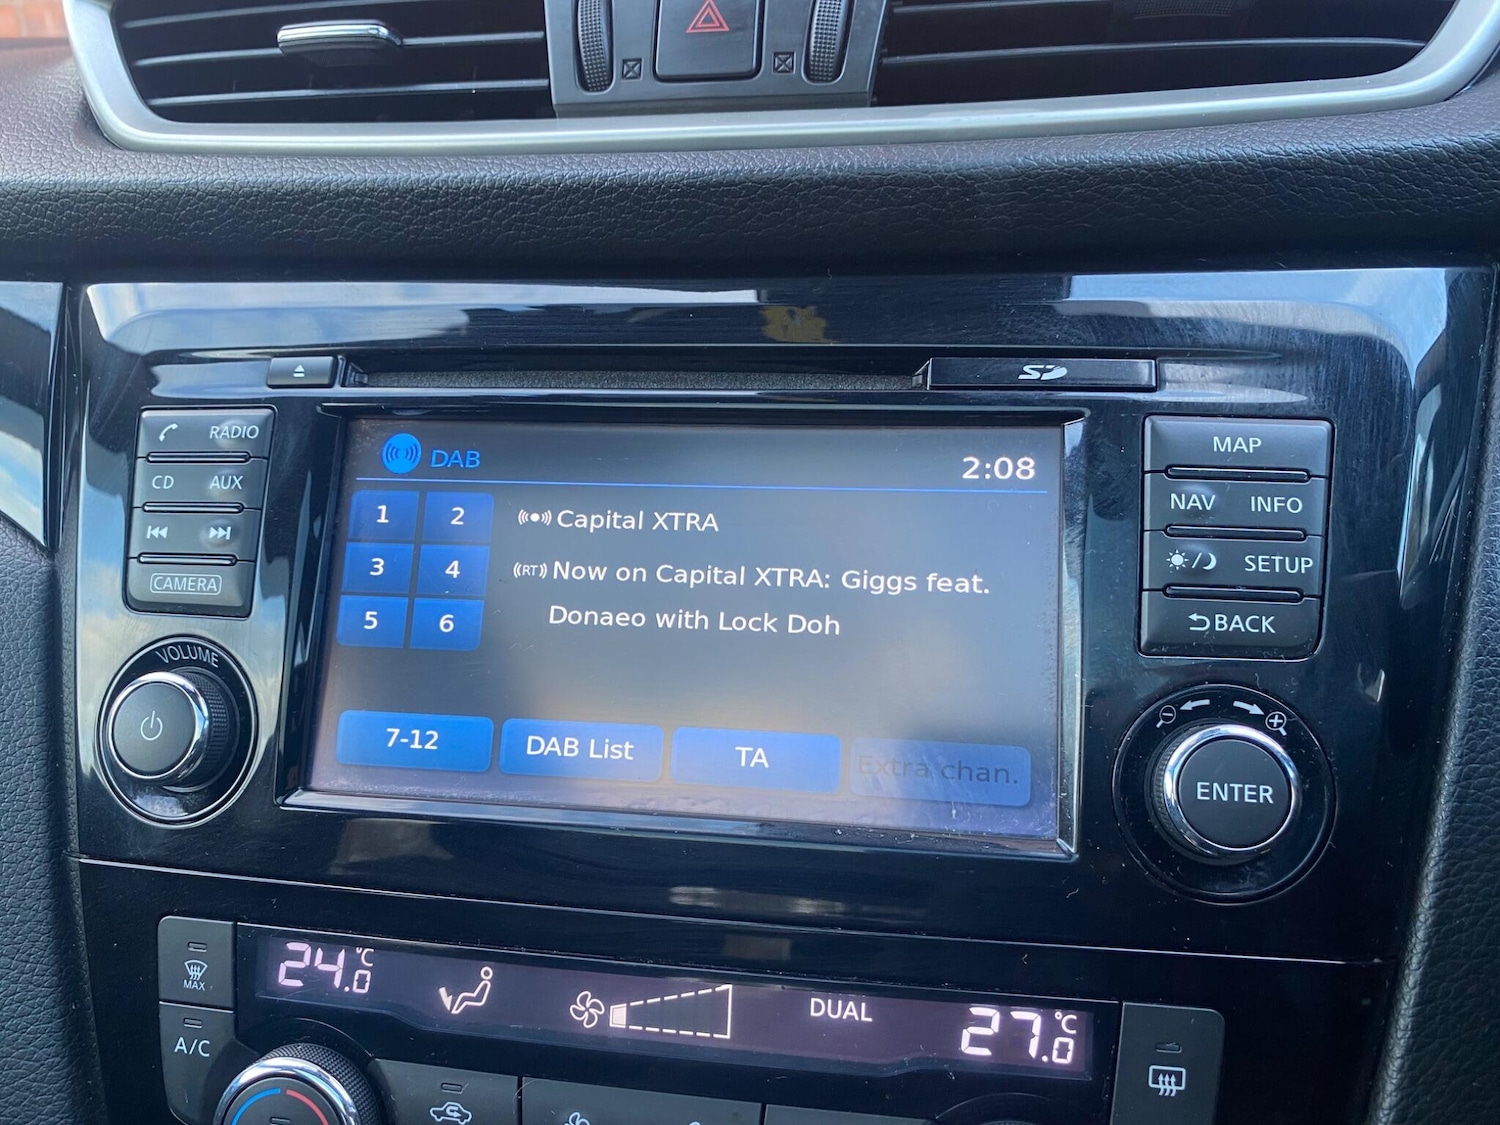 SD
RADIO
CD AUX
CAMERA
VOLUME
DAB
2:08
1 2
3 4
5 6
Capital XTRA
RT Now on Capital XTRA: Giggs feat.
Donaeo with Lock Doh
7-12
DAB List
TA
Extra chan.
MAP
NAV INFO
SETUP
BACK
ENTER
MAX
A/C
24.0 °C
DUAL
27.0 °C